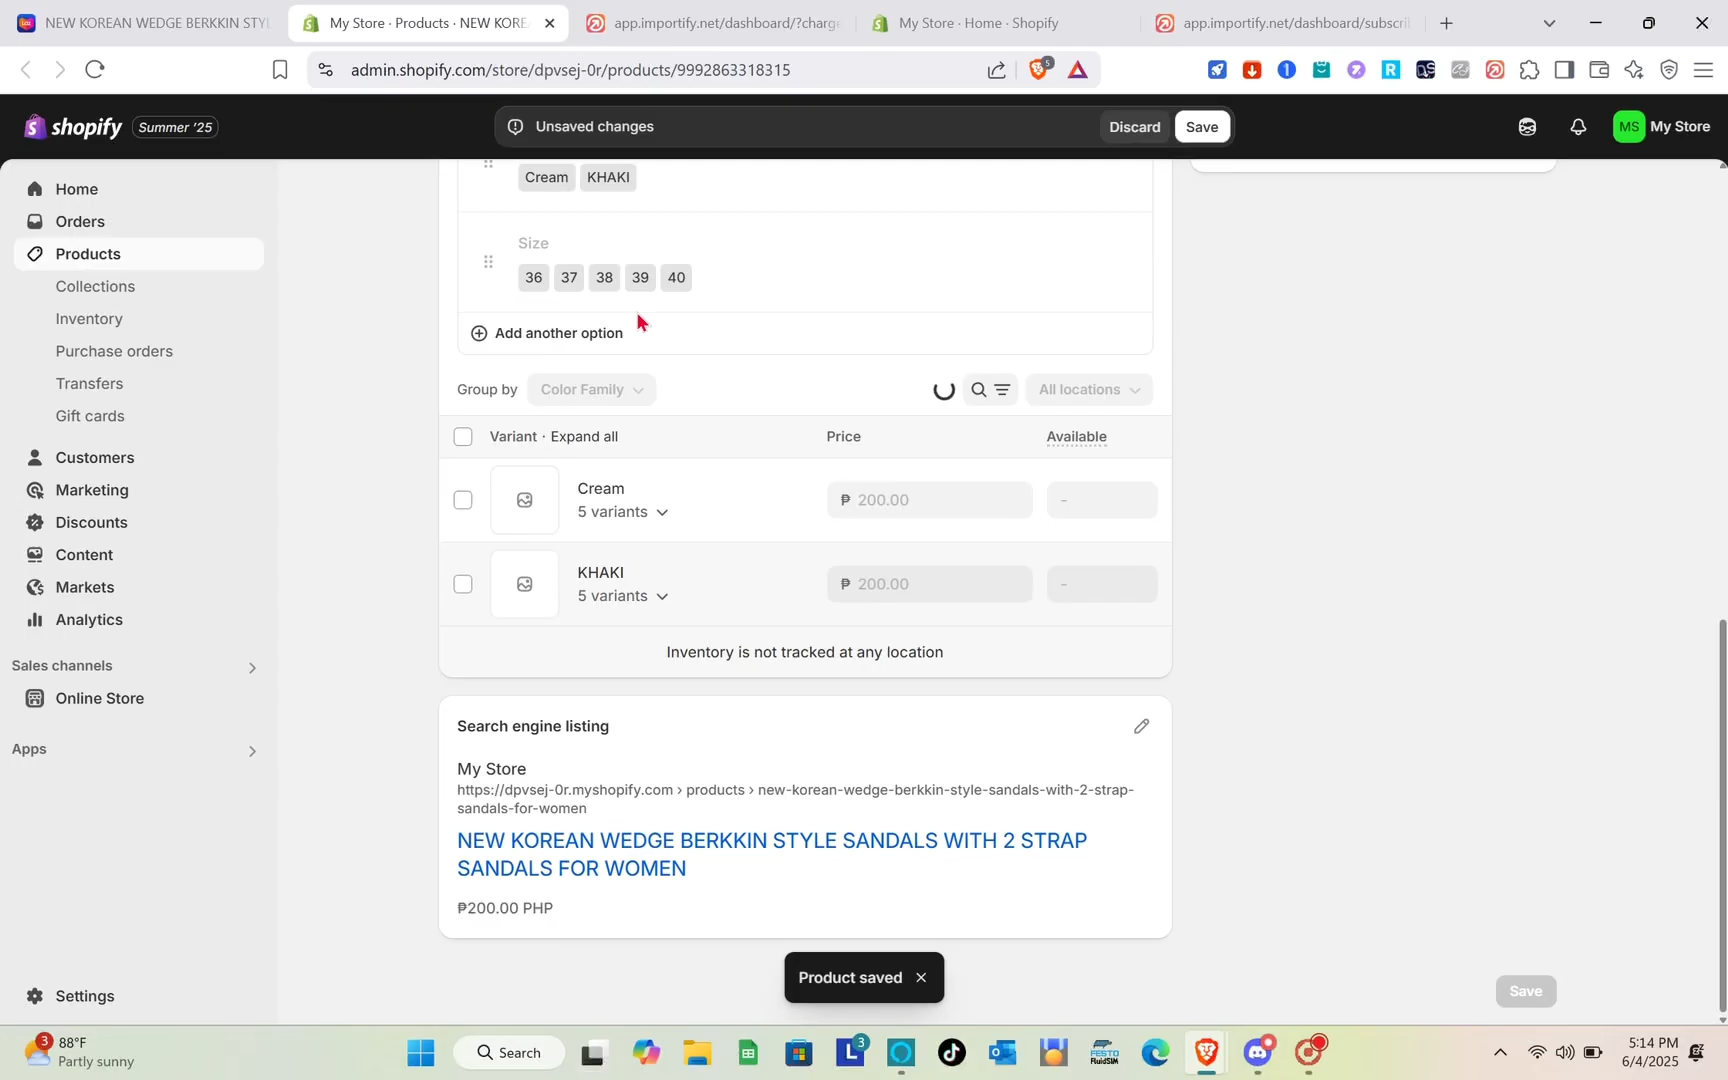 NEW KOREAN WEDGE BERKKIN STYL
My Store · Products · NEW KORE
app.importify.net/dashboard/?charge
My Store · Home · Shopify
app.importify.net/dashboard/subscri
admin.shopify.com/store/dpvsej-0r/products/9992863318315
5
shopify
Summer '25
Unsaved changes
Discard
Save
MS
My Store
Home
Orders
Products
Collections
Inventory
Purchase orders
Transfers
Gift cards
Customers
Marketing
Discounts
Content
Markets
Analytics
Sales channels
Online Store
Apps
Settings
Cream
KHAKI
Size
36
37
38
39
40
Add another option
Group by
Color Family
All locations
Variant · Expand all
Price
Available
Cream
5 variants
₱ 200.00
-
KHAKI
5 variants
₱ 200.00
-
Inventory is not tracked at any location
Search engine listing
My Store
https://dpvsej-0r.myshopify.com › products › new-korean-wedge-berkkin-style-sandals-with-2-strap-
sandals-for-women
NEW KOREAN WEDGE BERKKIN STYLE SANDALS WITH 2 STRAP
SANDALS FOR WOMEN
₱200.00 PHP
Product saved
Save
3
88°F
Partly sunny
Search
L
3
FESTO
FluidSIM
5:14 PM
6/4/2025